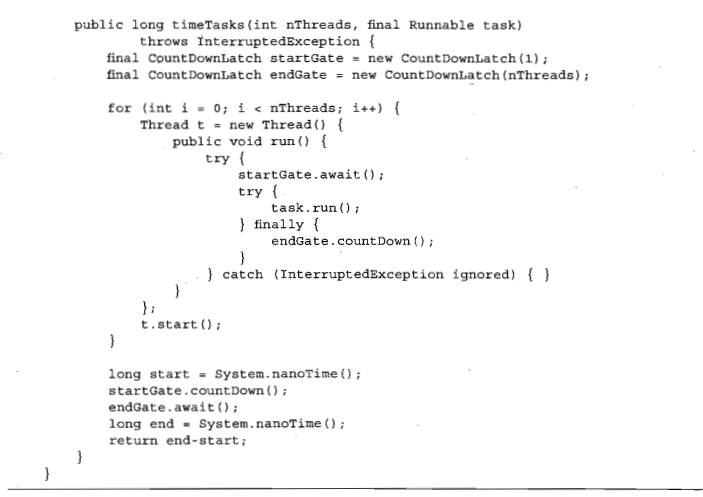 public long timeTasks(int nThreads, final Runnable task)
throws InterruptedException {
final CountDownLatch startGate = new CountDownLatch(1);
final CountDownLatch endGate = new CountDownLatch(nThreads);
for (int i = 0; i < nThreads; i++) {
Thread t = new Thread() {
public void run() {
try {
startGate.await();
try {
task.run();
} finally {
endGate.countDown();
}
} catch (InterruptedException ignored) { }
}
};
t.start();
}
long start = System.nanoTime();
startGate.countDown();
endGate.await();
long end = System.nanoTime();
return end-start;
}
}